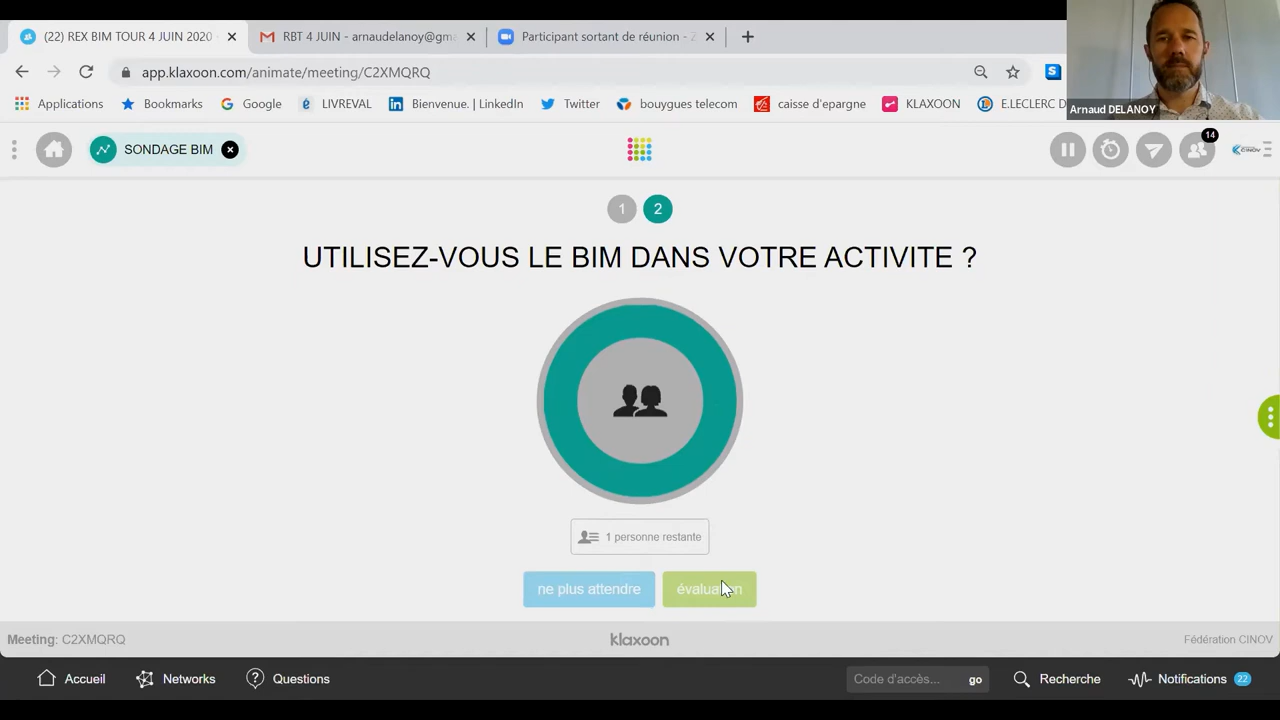 (22) REX BIM TOUR 4 JUIN 2020
RBT 4 JUIN - arnaudelanoy@gm
Participant sortant de réunion - Z
app.klaxoon.com/animate/meeting/C2XMQRQ
Applications
Bookmarks
Google
LIVREVAL
Bienvenue. | LinkedIn
Twitter
bouygues telecom
caisse d'epargne
KLAXOON
E.LECLERC D
Arnaud DELANOY
SONDAGE BIM
14
CINOV
1
2
UTILISEZ-VOUS LE BIM DANS VOTRE ACTIVITE ?
1 personne restante
ne plus attendre
évaluation
Meeting: C2XMQRQ
klaxoon
Fédération CINOV
Accueil
Networks
Questions
Code d'accès...
go
Recherche
Notifications
22